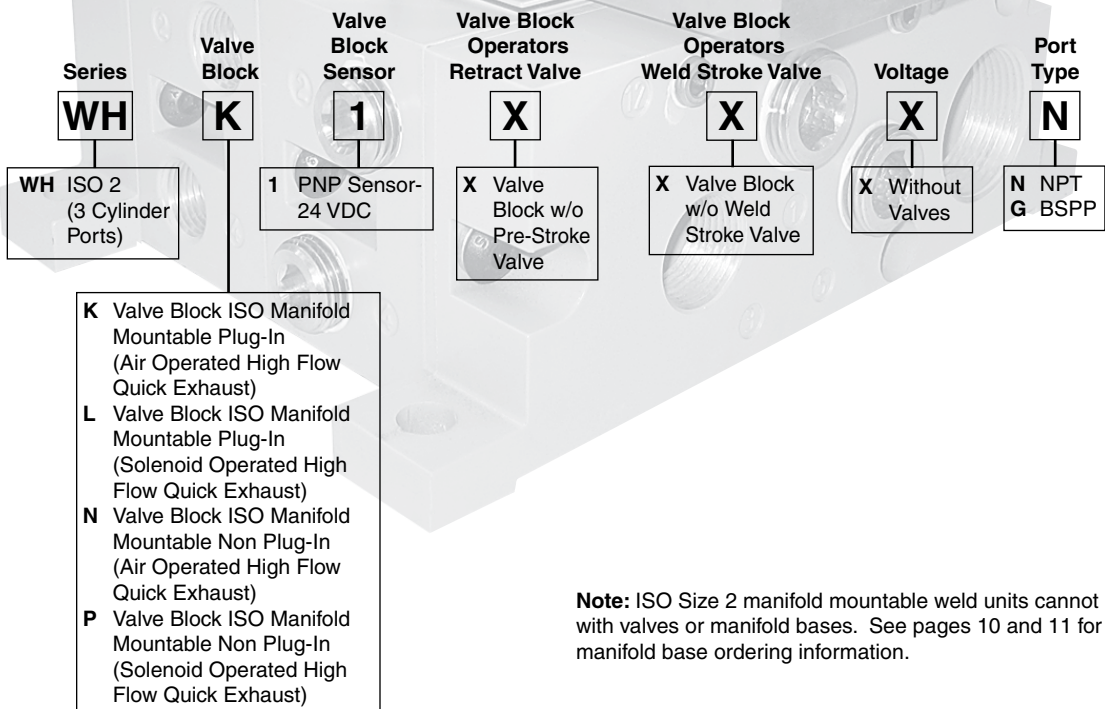 Series
Valve
Block
Valve
Block
Sensor
Valve Block
Operators
Retract Valve
Valve Block
Operators
Weld Stroke Valve
Voltage
Port
Type
WH
K
1
X
X
X
N
WH ISO 2
(3 Cylinder
Ports)
1 PNP Sensor-
24 VDC
X Valve
Block w/o
Pre-Stroke
Valve
X Valve Block
w/o Weld
Stroke Valve
X Without
Valves
N NPT
G BSPP
K Valve Block ISO Manifold
Mountable Plug-In
(Air Operated High Flow
Quick Exhaust)
L Valve Block ISO Manifold
Mountable Plug-In
(Solenoid Operated High
Flow Quick Exhaust)
N Valve Block ISO Manifold
Mountable Non Plug-In
(Air Operated High Flow
Quick Exhaust)
P Valve Block ISO Manifold
Mountable Non Plug-In
(Solenoid Operated High
Flow Quick Exhaust)
Note: ISO Size 2 manifold mountable weld units cannot
with valves or manifold bases. See pages 10 and 11 for
manifold base ordering information.